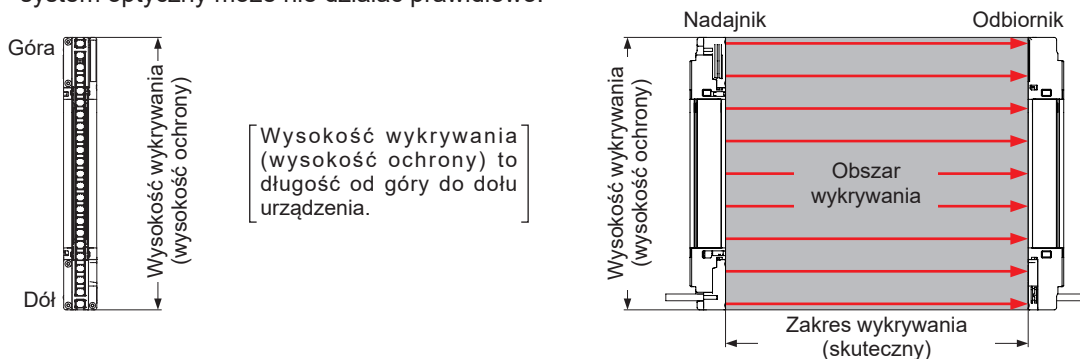 system optyczny może nie działać prawidłowo.
Góra
Wysokość wykrywania
(wysokość ochrony)
Dół
Wysokość wykrywania
(wysokość ochrony) to
długość od góry do dołu
urządzenia.
Nadajnik
Odbiornik
Wysokość wykrywania
(wysokość ochrony)
Obszar
wykrywania
Zakres wykrywania
(skuteczny)